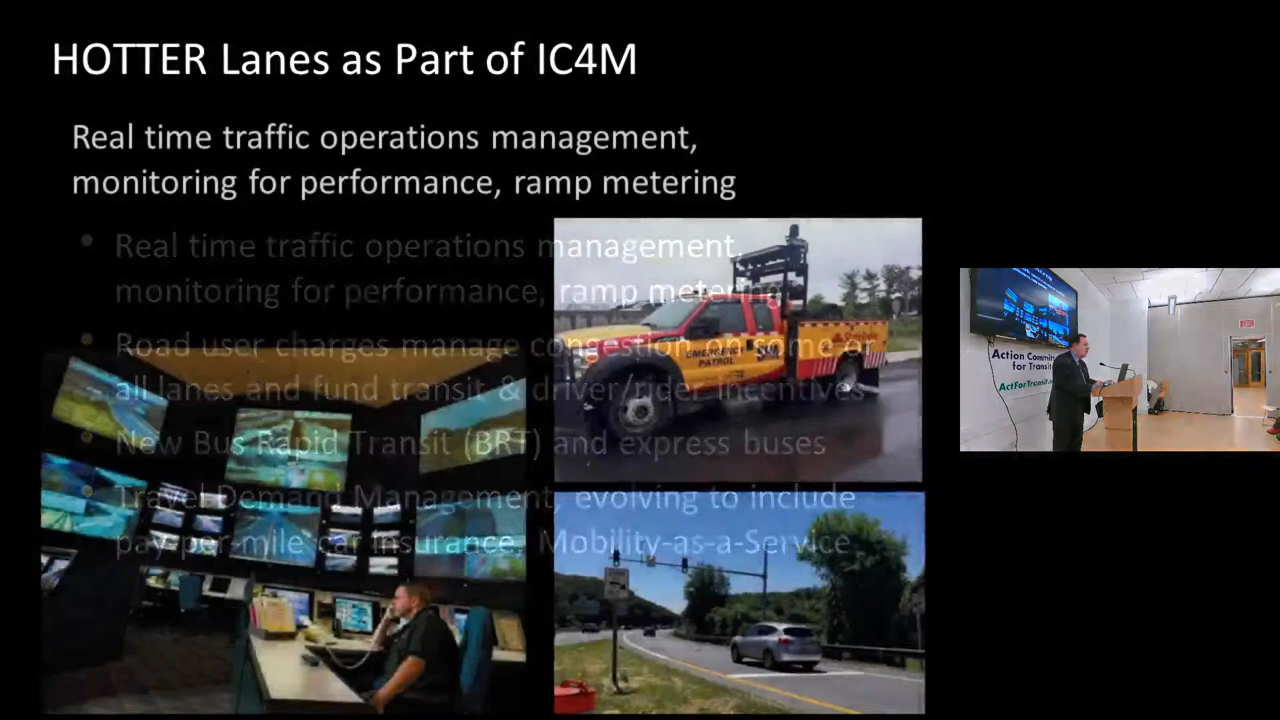 HOTTER Lanes as Part of IC4M
Real time traffic operations management,
monitoring for performance, ramp metering
Real time traffic operations management,
monitoring for performance, ramp metering
Road user charges manage congestion on some or
all lanes and fund transit & driver/rider incentives
New Bus Rapid Transit (BRT) and express buses
Travel Demand Management, evolving to include
pay-per-mile car insurance, Mobility-as-a-Service
EMERGENCY
PATROL
Action Committ
for Transit
ActForTransit.o